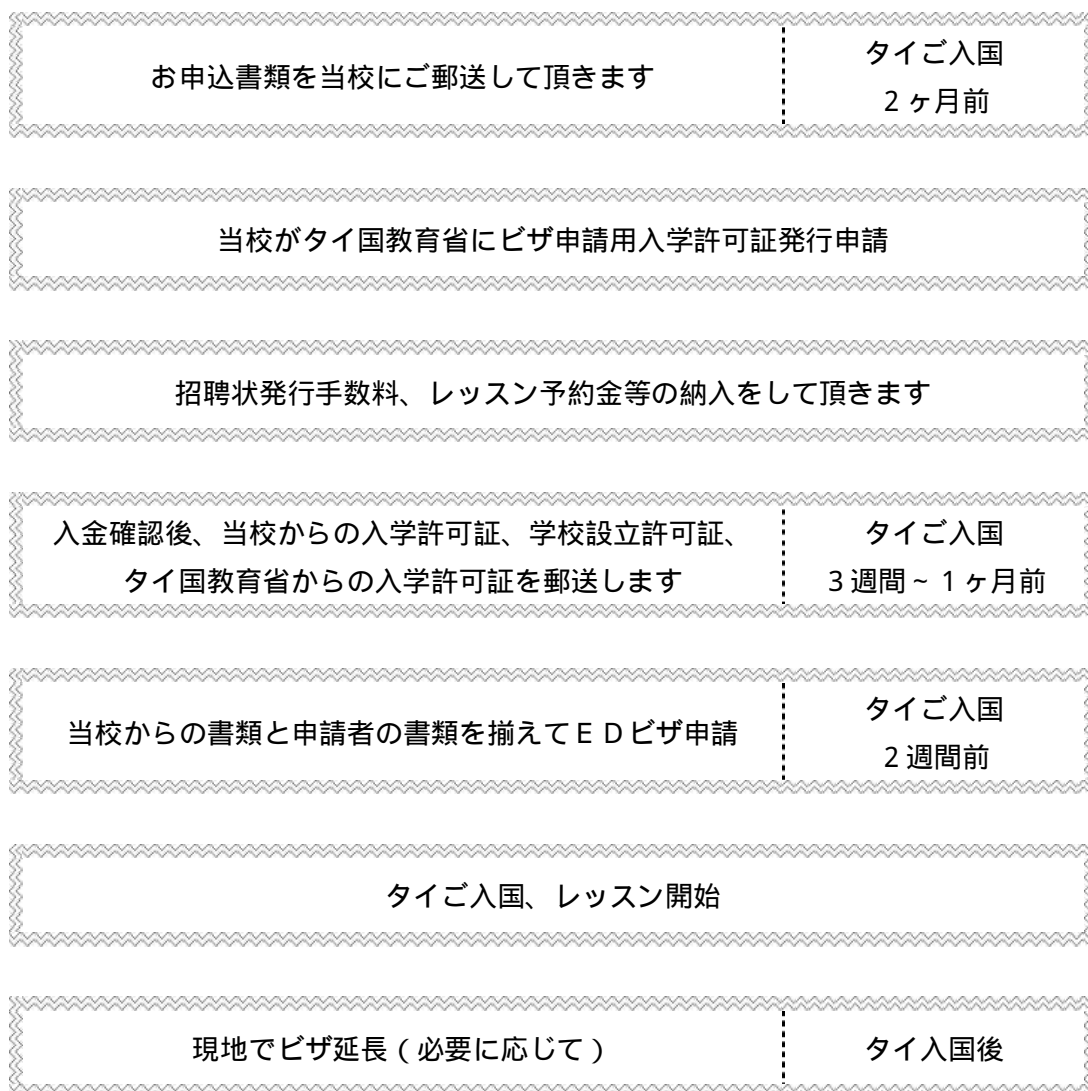 お申込書類を当校にご郵送して頂きます
タイご入国
2ヶ月前
当校がタイ国教育省にビザ申請用入学許可証発行申請
招聘状発行手数料、レッスン予約金等の納入をして頂きます
入金確認後、当校からの入学許可証、学校設立許可証、
タイ国教育省からの入学許可証を郵送します
タイご入国
3週間~1ヶ月前
当校からの書類と申請者の書類を揃えてEDビザ申請
タイご入国
2週間前
タイご入国、レッスン開始
現地でビザ延長(必要に応じて)
タイ入国後